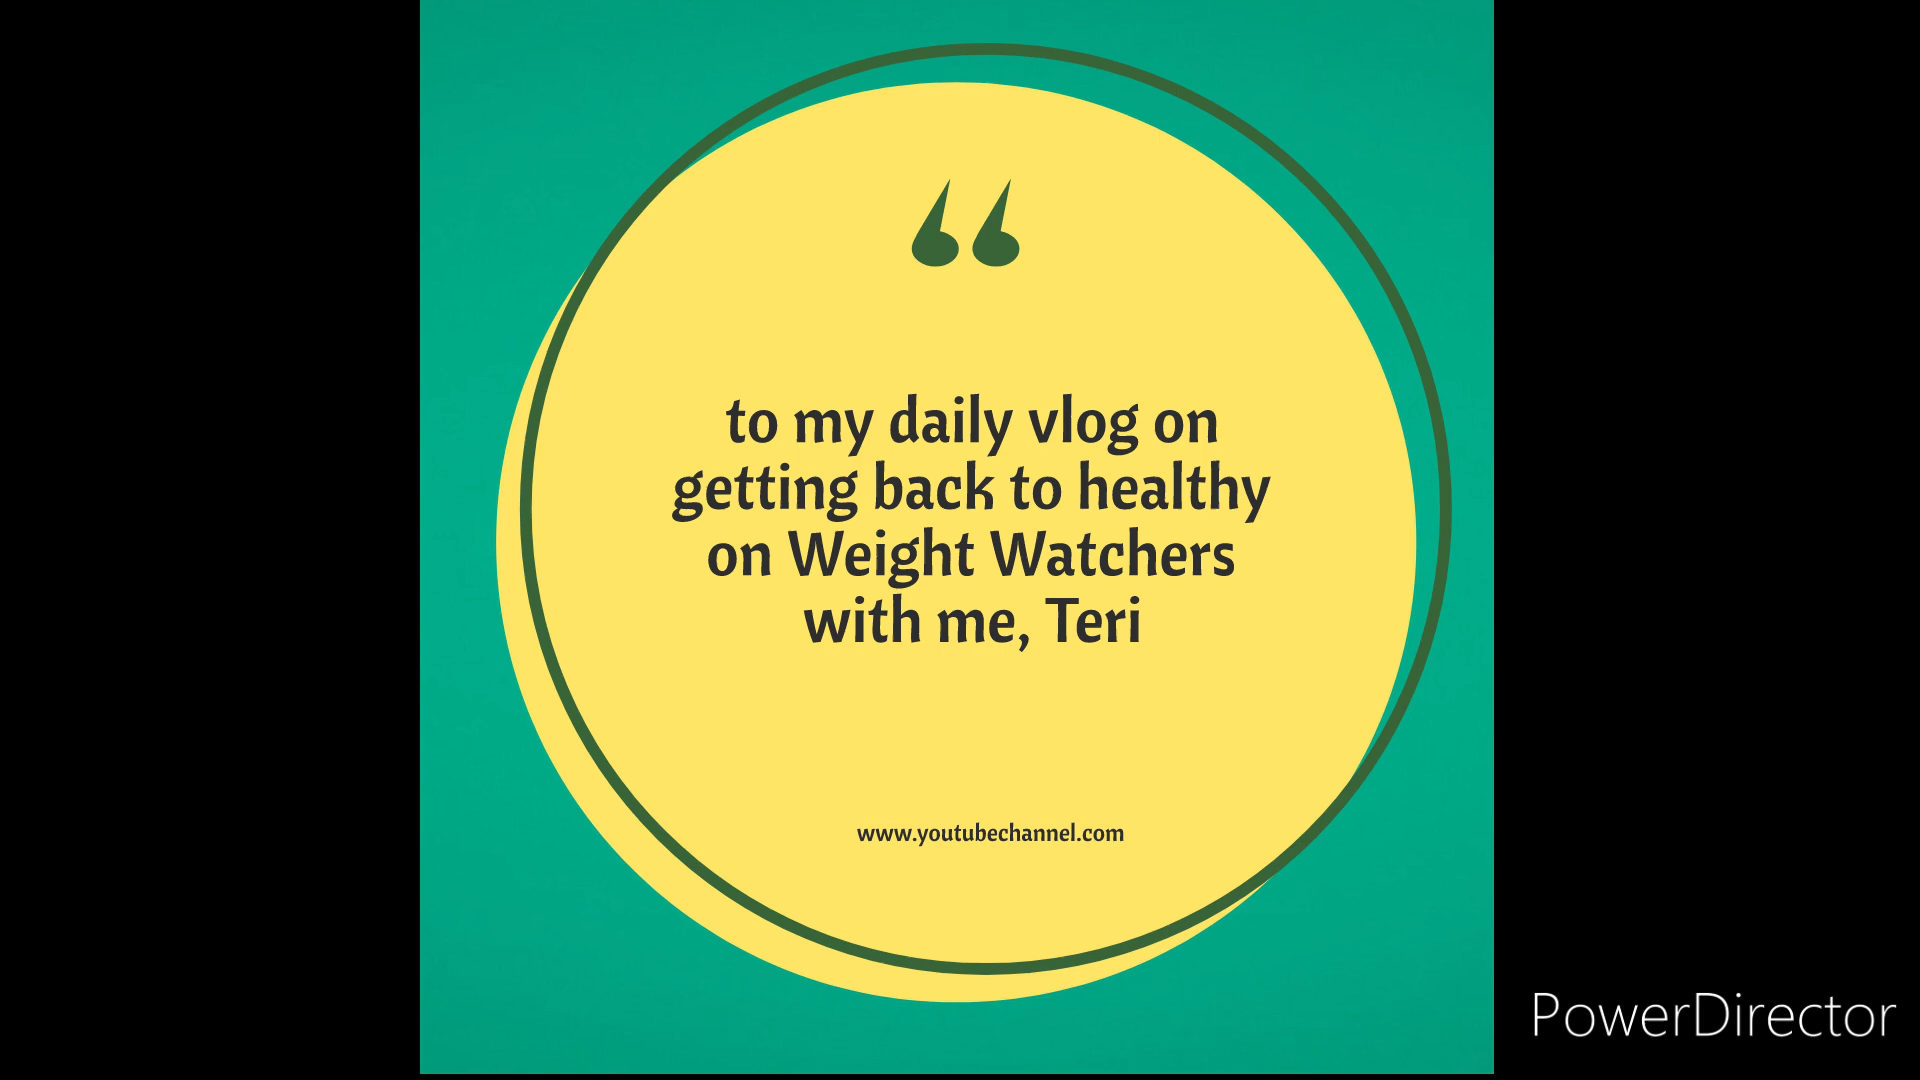 “
to my daily vlog on
getting back to healthy
on Weight Watchers
with me, Teri
www.youtubechannel.com
PowerDirector